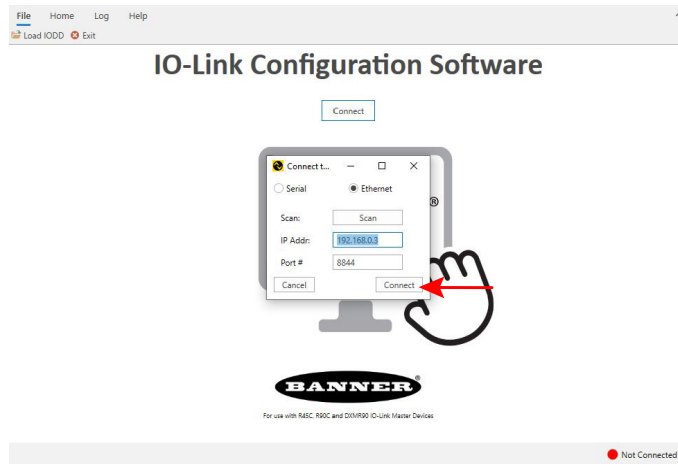 File Home Log Help
Load IODD Exit
IO-Link Configuration Software
Connect
Connect t...
Serial Ethernet
®
Scan: Scan
IP Addr: 192.168.0.3
Port # 8844
Cancel Connect
BANNER®
For use with R45C, R90C and DXMR90 IO-Link Master Devices
Not Connected